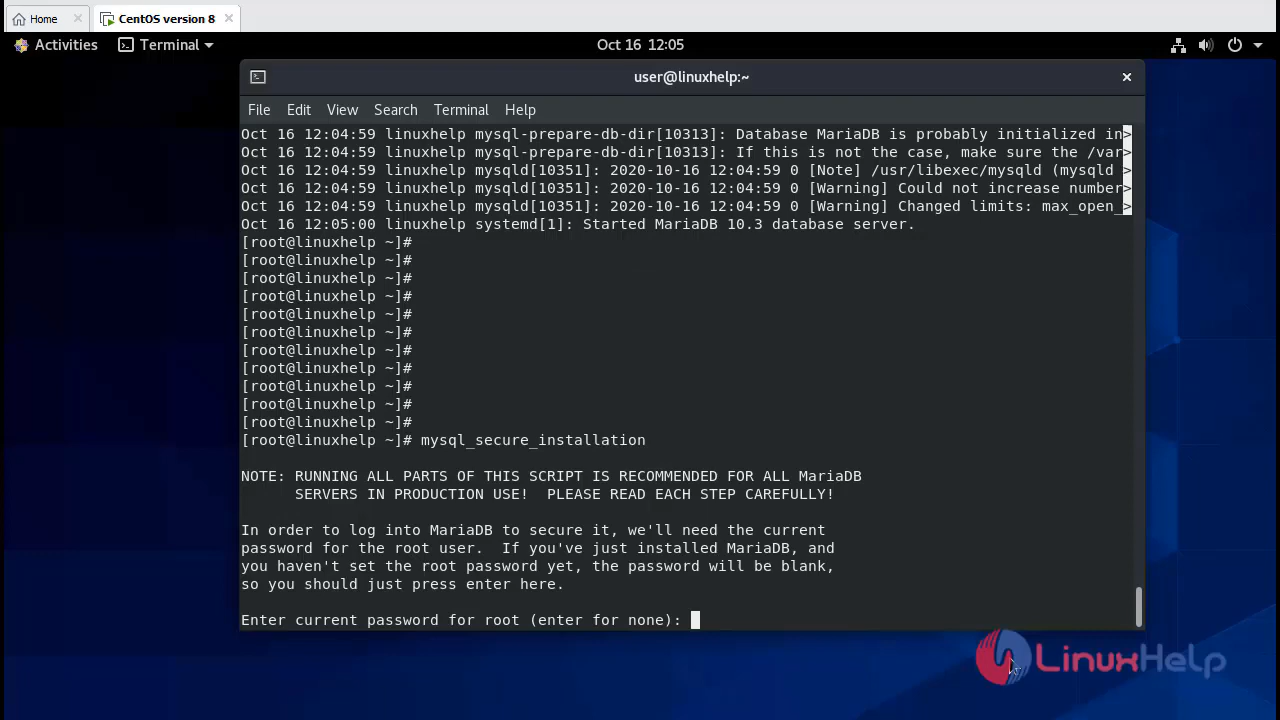 Home
CentOS version 8
Activities
Terminal
Oct 16 12:05
user@linuxhelp:~
File Edit View Search Terminal Help
Oct 16 12:04:59 linuxhelp mysql-prepare-db-dir[10313]: Database MariaDB is probably initialized in>
Oct 16 12:04:59 linuxhelp mysql-prepare-db-dir[10313]: If this is not the case, make sure the /var>
Oct 16 12:04:59 linuxhelp mysqld[10351]: 2020-10-16 12:04:59 0 [Note] /usr/libexec/mysqld (mysqld >
Oct 16 12:04:59 linuxhelp mysqld[10351]: 2020-10-16 12:04:59 0 [Warning] Could not increase number>
Oct 16 12:04:59 linuxhelp mysqld[10351]: 2020-10-16 12:04:59 0 [Warning] Changed limits: max_open_>
Oct 16 12:05:00 linuxhelp systemd[1]: Started MariaDB 10.3 database server.
[root@linuxhelp ~]#
[root@linuxhelp ~]#
[root@linuxhelp ~]#
[root@linuxhelp ~]#
[root@linuxhelp ~]#
[root@linuxhelp ~]#
[root@linuxhelp ~]#
[root@linuxhelp ~]#
[root@linuxhelp ~]#
[root@linuxhelp ~]#
[root@linuxhelp ~]#
[root@linuxhelp ~]# mysql_secure_installation
NOTE: RUNNING ALL PARTS OF THIS SCRIPT IS RECOMMENDED FOR ALL MariaDB
SERVERS IN PRODUCTION USE!  PLEASE READ EACH STEP CAREFULLY!
In order to log into MariaDB to secure it, we'll need the current
password for the root user.  If you've just installed MariaDB, and
you haven't set the root password yet, the password will be blank,
so you should just press enter here.
Enter current password for root (enter for none):
LinuxHelp